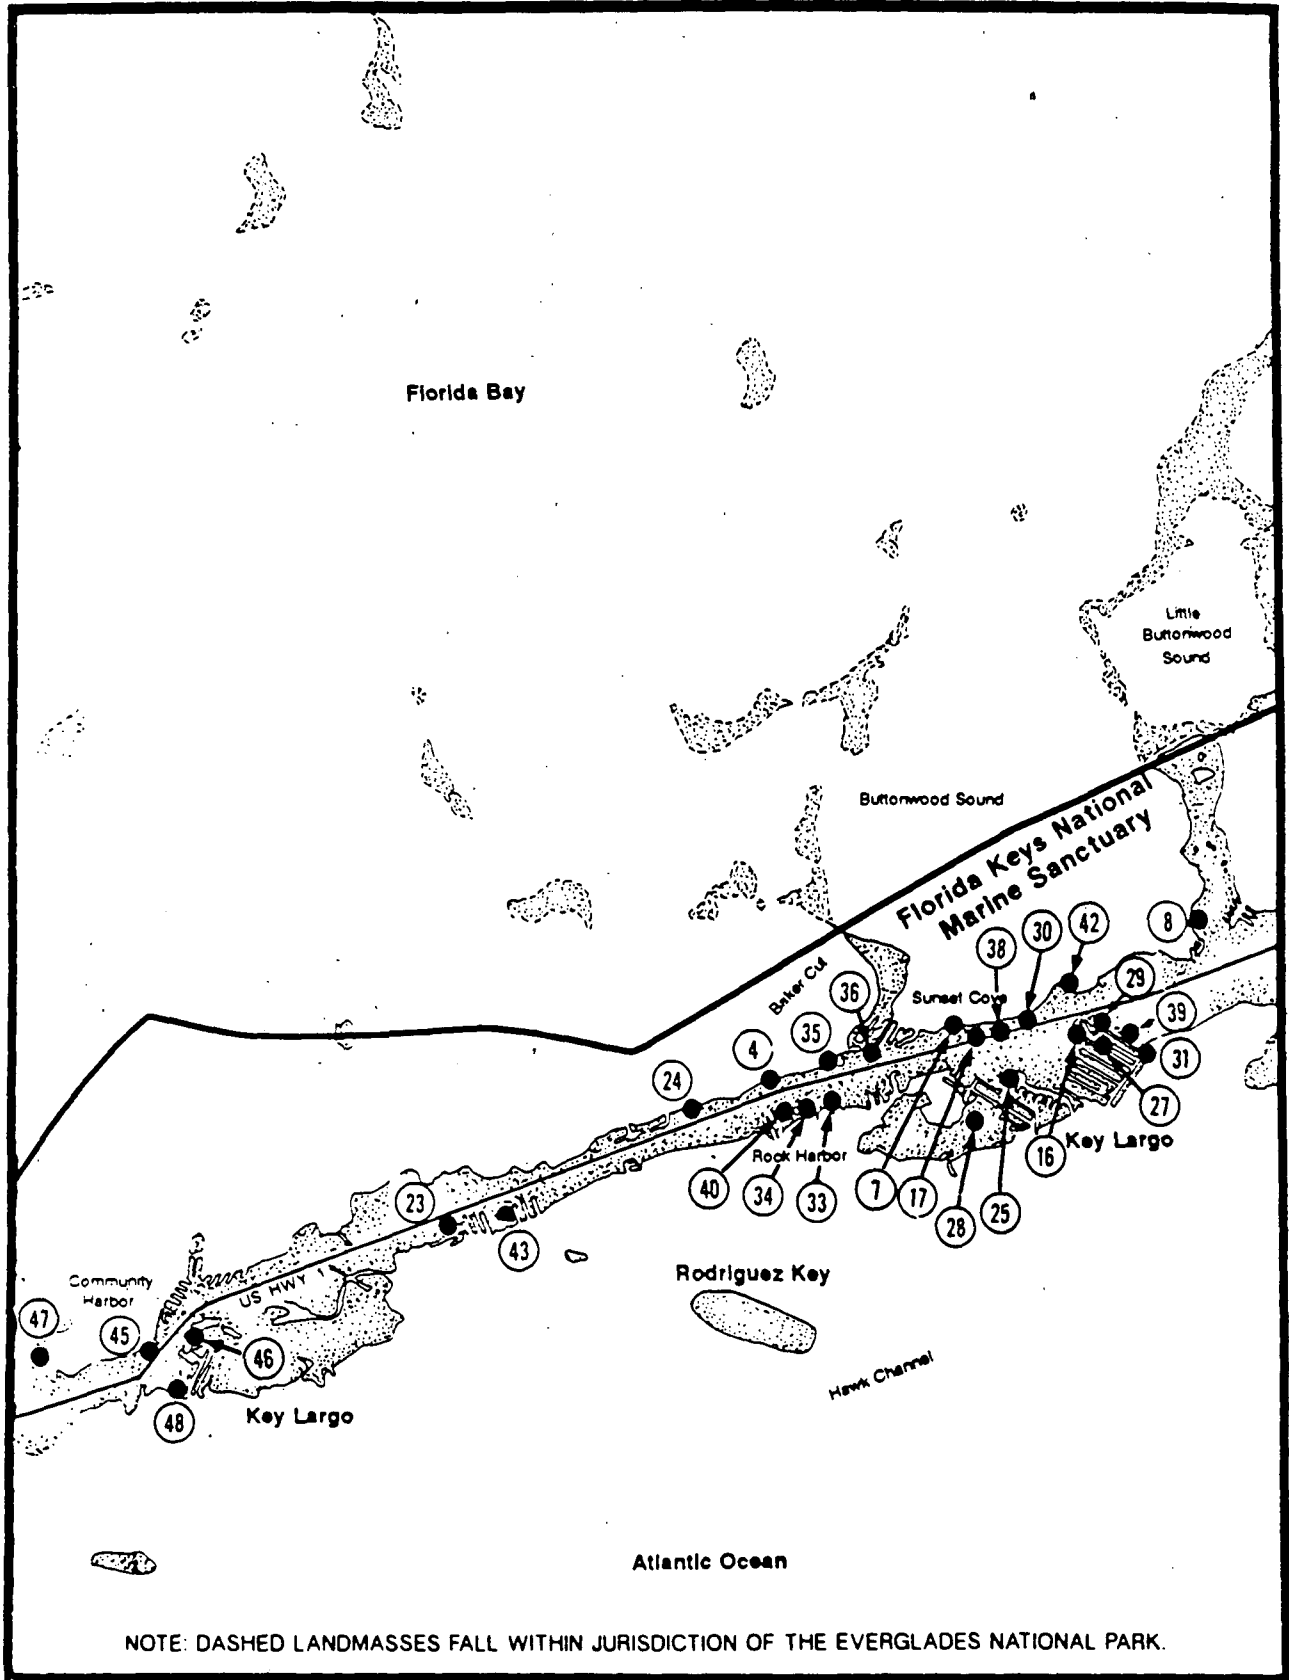 Florida Bay
Little
Buttonwood
Sound
Buttonwood Sound
Florida Keys National
Marine Sanctuary
8
42
30
38
Baker Cut
36
Sunset Cove
29
39
35
4
31
24
27
Key Largo
16
Rock Harbor
40
34
33
7
17
25
28
23
43
Rodriguez Key
Community
Harbor
US HWY 1
47
45
46
Hawk Channel
48
Key Largo
Atlantic Ocean
NOTE: DASHED LANDMASSES FALL WITHIN JURISDICTION OF THE EVERGLADES NATIONAL PARK.